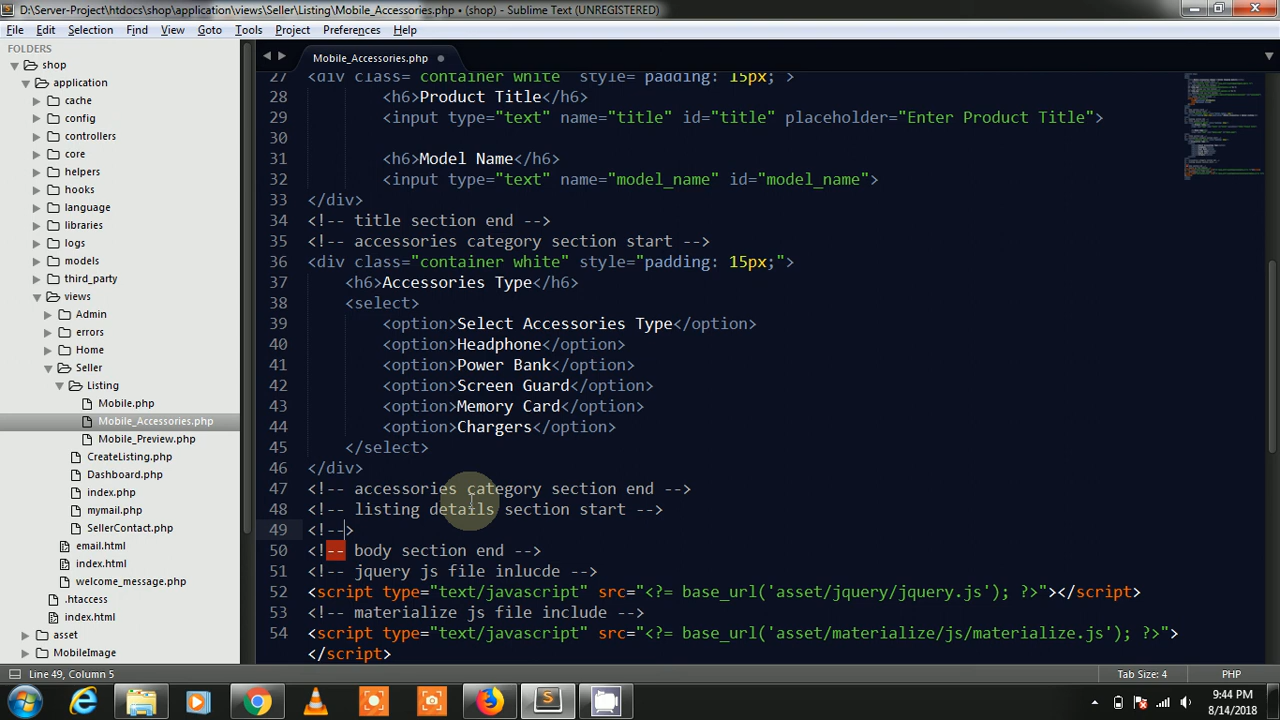 D:\Server-Project\htdocs\shop\application\views\Seller\Listing\Mobile_Accessories.php • (shop) - Sublime Text (UNREGISTERED)
File Edit Selection Find View Goto Tools Project Preferences Help
FOLDERS
shop
application
cache
config
controllers
core
helpers
hooks
language
libraries
logs
models
third_party
views
Admin
errors
Home
Seller
Listing
Mobile.php
Mobile_Accessories.php
Mobile_Preview.php
CreateListing.php
Dashboard.php
index.php
mymail.php
SellerContact.php
email.html
index.html
welcome_message.php
.htaccess
index.html
asset
MobileImage
Mobile_Accessories.php
27 <div class="container white" style="padding: 15px;">
28 <h6>Product Title</h6>
29 <input type="text" name="title" id="title" placeholder="Enter Product Title">
30
31 <h6>Model Name</h6>
32 <input type="text" name="model_name" id="model_name">
33 </div>
34 <!-- title section end -->
35 <!-- accessories category section start -->
36 <div class="container white" style="padding: 15px;">
37 <h6>Accessories Type</h6>
38 <select>
39 <option>Select Accessories Type</option>
40 <option>Headphone</option>
41 <option>Power Bank</option>
42 <option>Screen Guard</option>
43 <option>Memory Card</option>
44 <option>Chargers</option>
45 </select>
46 </div>
47 <!-- accessories category section end -->
48 <!-- listing details section start -->
49 <!-->
50 <!-- body section end -->
51 <!-- jquery js file inlucde -->
52 <script type="text/javascript" src="<?= base_url('asset/jquery/jquery.js'); ?>"></script>
53 <!-- materialize js file include -->
54 <script type="text/javascript" src="<?= base_url('asset/materialize/js/materialize.js'); ?>">
</script>
Line 49, Column 5
Tab Size: 4
PHP
9:44 PM
8/14/2018